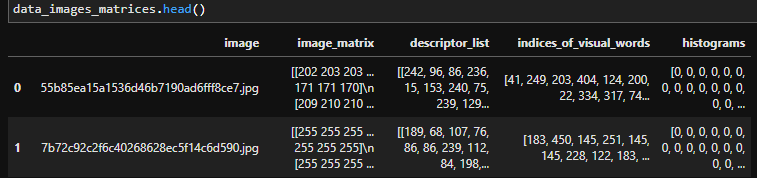 data_images_matrices.head()
image image_matrix descriptor_list indices_of_visual_words histograms
0 55b85ea15a1536d46b7190ad6fff8ce7.jpg [[202 203 203 ... 171 171 170]\n [209 210 210 ... [[242, 96, 86, 236, 15, 153, 240, 75, 239, 129... [41, 249, 203, 404, 124, 200, 22, 334, 317, 74... [0, 0, 0, 0, 0, 0, 0, 0, 0, 0, 0, 0, 0, 0, 0, ...
1 7b72c92c2f6c40268628ec5f14c6d590.jpg [[255 255 255 ... 255 255 255]\n [255 255 255 ... [[189, 68, 107, 76, 86, 86, 239, 112, 84, 198,... [183, 450, 145, 251, 145, 145, 228, 122, 183, ... [0, 0, 0, 0, 0, 0, 0, 0, 0, 0, 0, 0, 0, 0, 0, ...